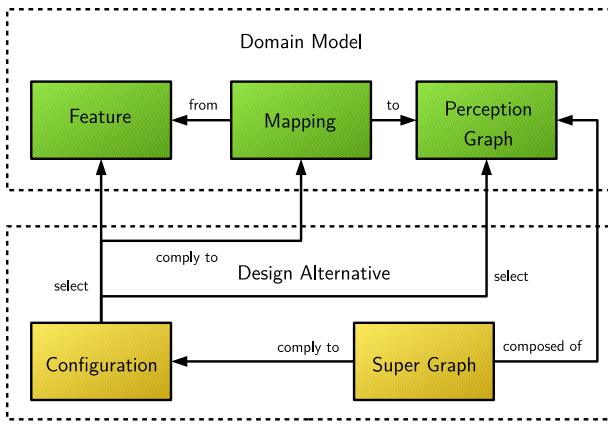 Domain Model
Feature
from
Mapping
to
Perception
Graph
comply to
select
Design Alternative
select
Configuration
comply to
Super Graph
composed of